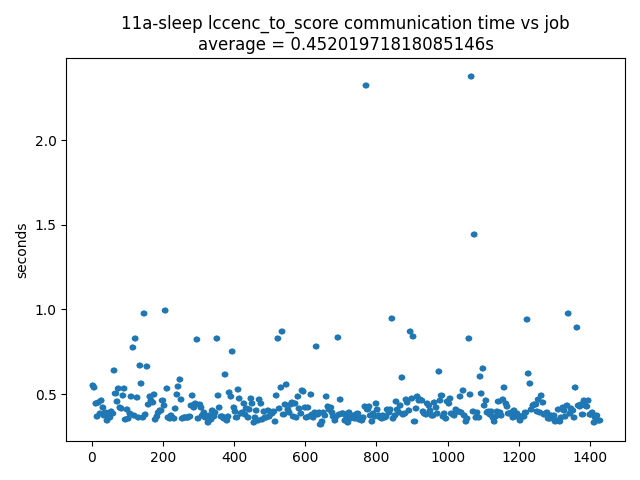 11a-sleep lccenc_to_score communication time vs job
average = 0.45201971818085146s
2.0
1.5
1.0
0.5
seconds
0 200 400 600 800 1000 1200 1400